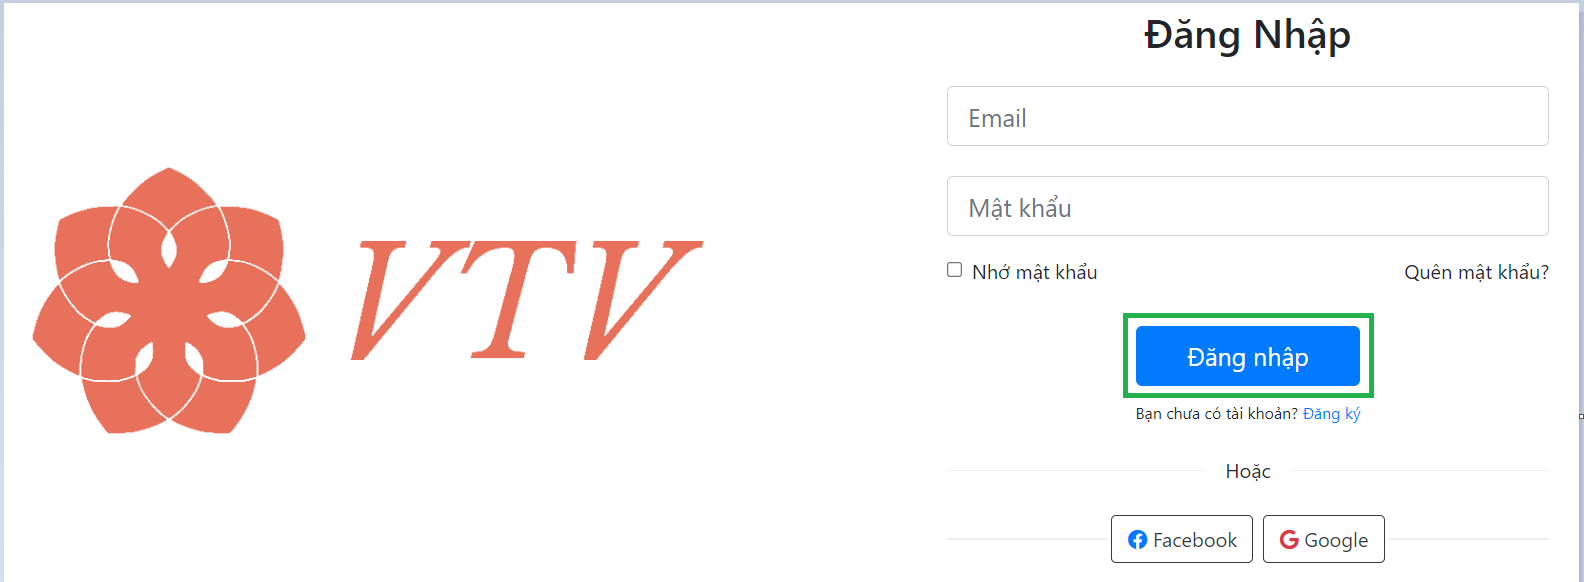 VTV
Đăng Nhập
Email
Mật khẩu
Nhớ mật khẩu
Quên mật khẩu?
Đăng nhập
Bạn chưa có tài khoản? Đăng ký
Hoặc
Facebook
Google